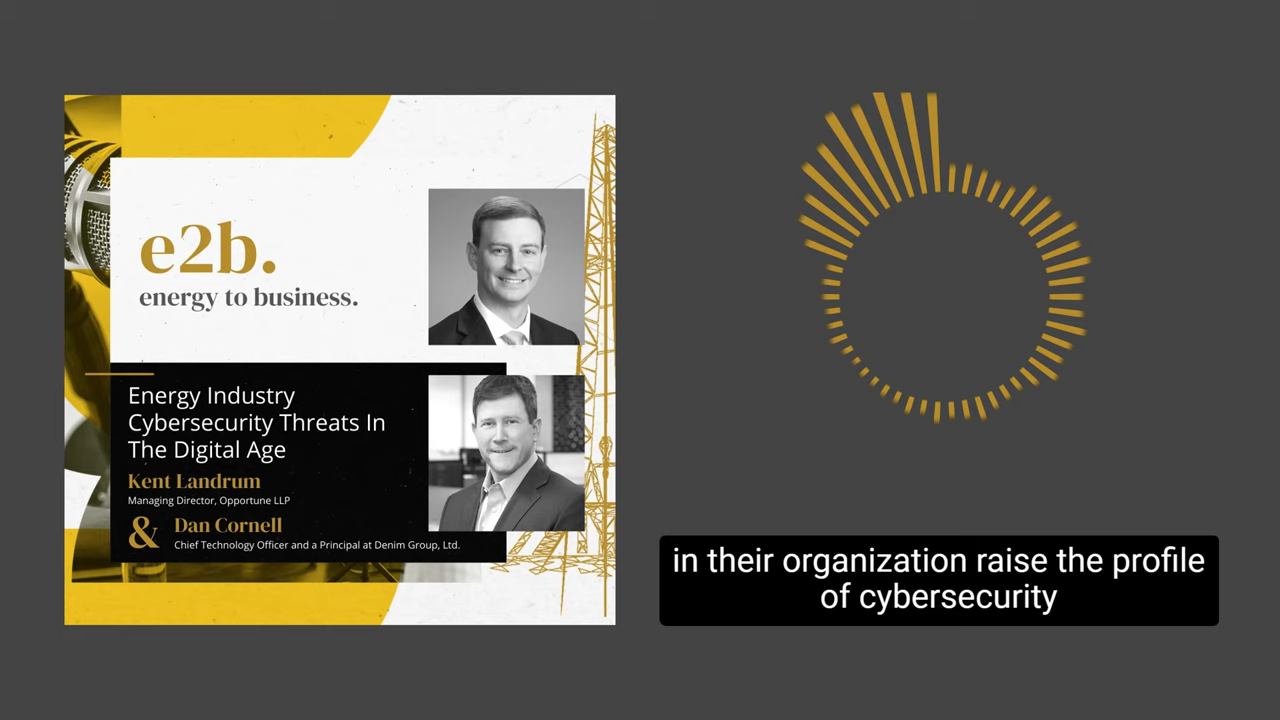 e2b.
energy to business.
Energy Industry
Cybersecurity Threats In
The Digital Age
Kent Landrum
Managing Director, Opportune LLP
& Dan Cornell
Chief Technology Officer and a Principal at Denim Group, Ltd.
in their organization raise the profile
of cybersecurity